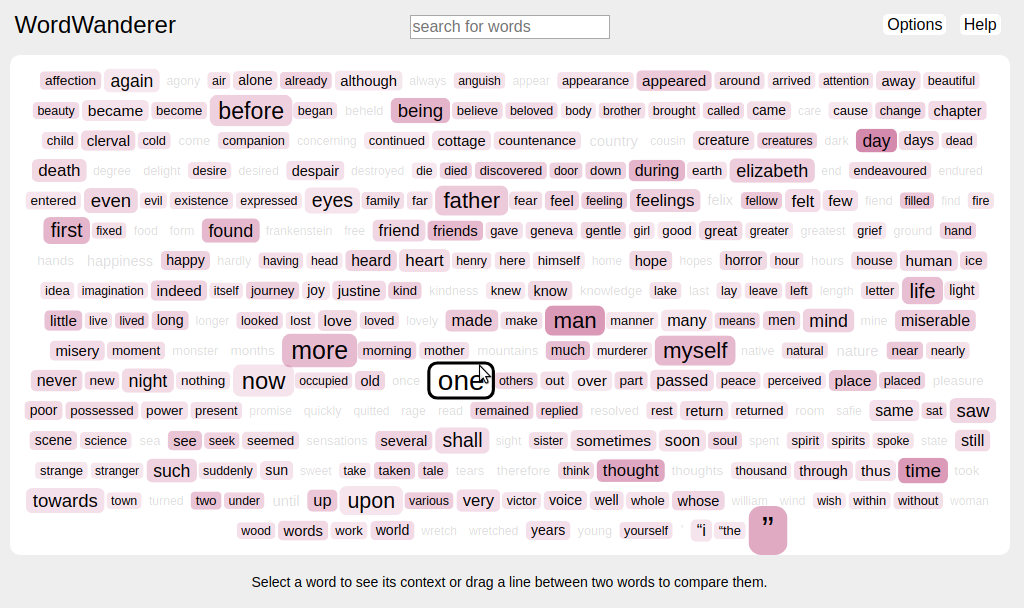 WordWanderer
search for words
Options Help
affection again agony air alone already although always anguish appear appearance appeared around arrived attention away beautiful
beauty became become before began beheld being believe beloved body brother brought called came care cause change chapter
child clerval cold come companion concerning continued cottage countenance country cousin creature creatures dark day days dead
death degree delight desire desired despair destroyed die died discovered door down during earth elizabeth end endeavoured endured
entered even evil existence expressed eyes family far father fear feel feeling feelings felix fellow felt few fiend filled find fire
first fixed food form found frankenstein free friend friends gave geneva gentle girl good great greater greatest grief ground hand
hands happiness happy hardly having head heard heart henry here himself home hope hopes horror hour hours house human ice
idea imagination indeed itself journey joy justine kind kindness knew know knowledge lake last lay leave left length letter life light
little live lived long longer looked lost love loved lovely made make man manner many means men mind mine miserable
misery moment monster months more morning mother mountains much murderer myself native natural nature near nearly
never new night nothing now occupied old once one others out over part passed peace perceived place placed pleasure
poor possessed power present promise quickly quitted rage read remained replied resolved rest return returned room safie same sat saw
scene science sea see seek seemed sensations several shall sight sister sometimes soon soul spent spirit spirits spoke state still
strange stranger such suddenly sun sweet take taken tale tears therefore think thought thoughts thousand through thus time took
towards town turned two under until up upon various very victor voice well whole whose william wind wish within without woman
wood words work world wretch wretched years young yourself ' “i “the ”
Select a word to see its context or drag a line between two words to compare them.